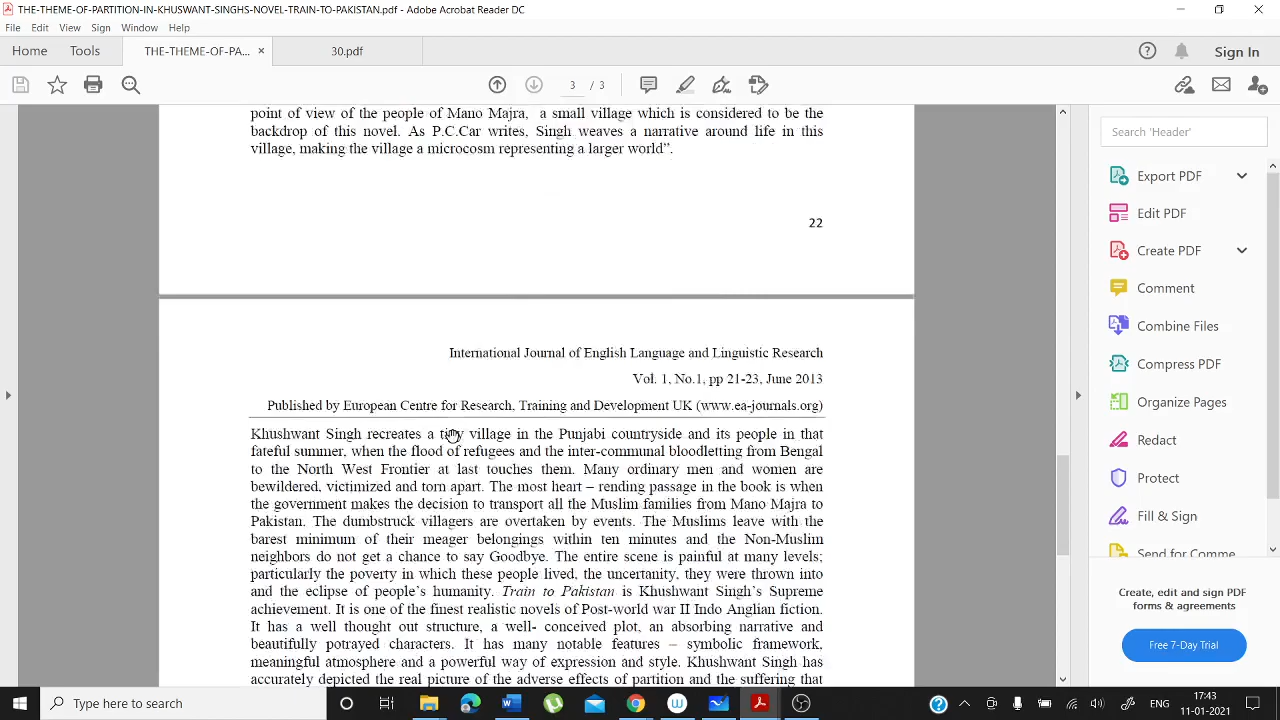 THE-THEME-OF-PARTITION-IN-KHUSWANT-SINGHS-NOVEL-TRAIN-TO-PAKISTAN.pdf - Adobe Acrobat Reader DC
File Edit View Sign Window Help
Home Tools THE-THEME-OF-PA... × 30.pdf Sign In
3 / 3
point of view of the people of Mano Majra, a small village which is considered to be the
backdrop of this novel. As P.C.Car writes, Singh weaves a narrative around life in this
village, making the village a microcosm representing a larger world”.
22
International Journal of English Language and Linguistic Research
Vol. 1, No.1, pp 21-23, June 2013
Published by European Centre for Research, Training and Development UK (www.ea-journals.org)
Khushwant Singh recreates a tiny village in the Punjabi countryside and its people in that
fateful summer, when the flood of refugees and the inter-communal bloodletting from Bengal
to the North West Frontier at last touches them. Many ordinary men and women are
bewildered, victimized and torn apart. The most heart – rending passage in the book is when
the government makes the decision to transport all the Muslim families from Mano Majra to
Pakistan. The dumbstruck villagers are overtaken by events. The Muslims leave with the
barest minimum of their meager belongings within ten minutes and the Non-Muslim
neighbors do not get a chance to say Goodbye. The entire scene is painful at many levels;
particularly the poverty in which these people lived, the uncertainty, they were thrown into
and the eclipse of people’s humanity. Train to Pakistan is Khushwant Singh’s Supreme
achievement. It is one of the finest realistic novels of Post-world war II Indo Anglian fiction.
It has a well thought out structure, a well- conceived plot, an absorbing narrative and
beautifully potrayed characters. It has many notable features – symbolic framework,
meaningful atmosphere and a powerful way of expression and style. Khushwant Singh has
accurately depicted the real picture of the adverse effects of partition and the suffering that
Search 'Header'
Export PDF
Edit PDF
Create PDF
Comment
Combine Files
Compress PDF
Organize Pages
Redact
Protect
Fill & Sign
Send for Comme
Create, edit and sign PDF
forms & agreements
Free 7-Day Trial
Type here to search
ENG
17:43
11-01-2021